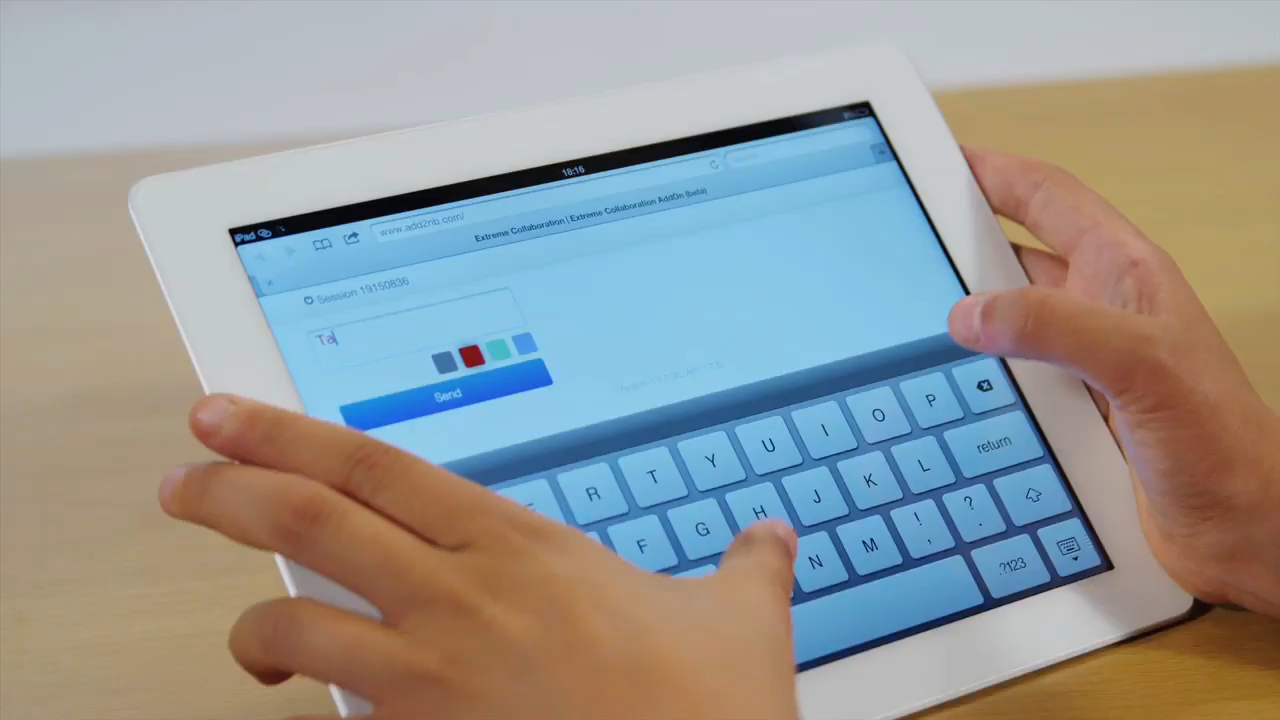 iPad
18:16
www.add2nb.com/
Extreme Collaboration | Extreme Collaboration AddOn (beta)
Session 19150836
Ta
Send
R T Y U I O P
F G H J K L return
N M ! , ? .
.?123